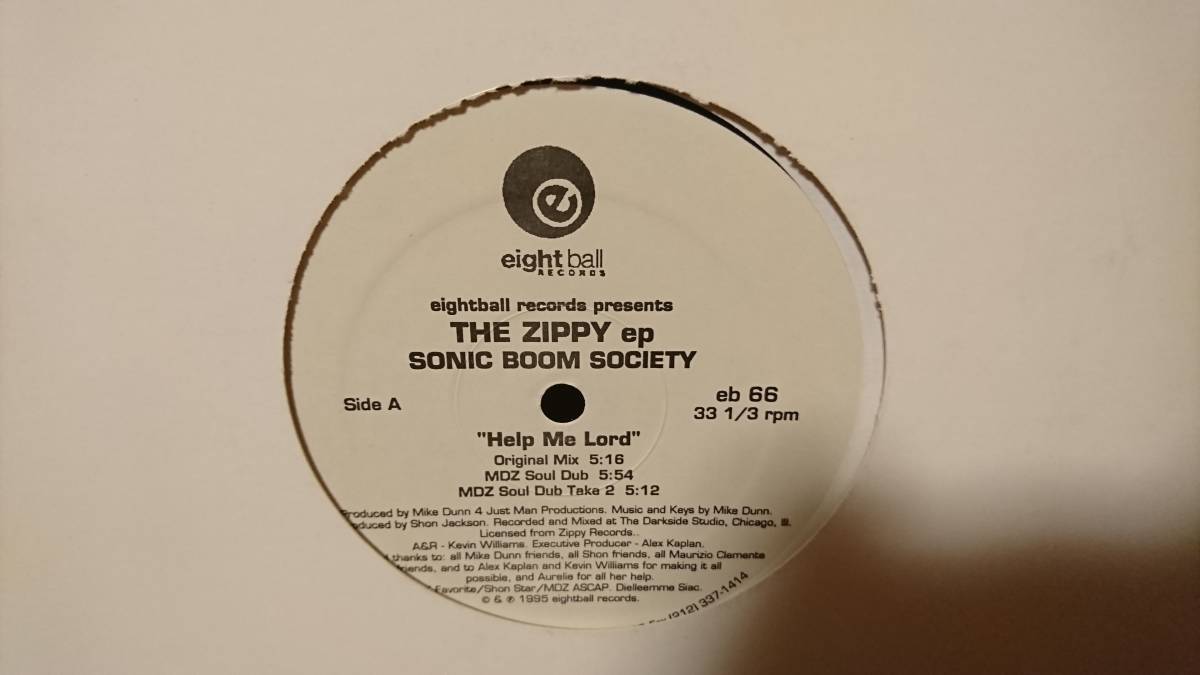 e
eight ball
RECORDS
eightball records presents
THE ZIPPY ep
SONIC BOOM SOCIETY
Side A
eb 66
33 1/3 rpm
"Help Me Lord"
Original Mix 5:16
MDZ Soul Dub 5:54
MDZ Soul Dub Take 2 5:12
Produced by Mike Dunn 4 Just Man Productions. Music and Keys by Mike Dunn.
oduced by Shon Jackson. Recorded and Mixed at The Darkside Studio, Chicago, Ill.
Licensed from Zippy Records..
A&R - Kevin Williams. Executive Producer - Alex Kaplan.
thanks to: all Mike Dunn friends, all Shon friends, all Maurizio Clemente
friends, and to Alex Kaplan and Kevin Williams for making it all
possible, and Aurelie for all her help.
Favorite/Shon Star/MDZ ASCAP. Dielleemme Siac.
© & ℗ 1995 eightball records.
(912) 337-1414